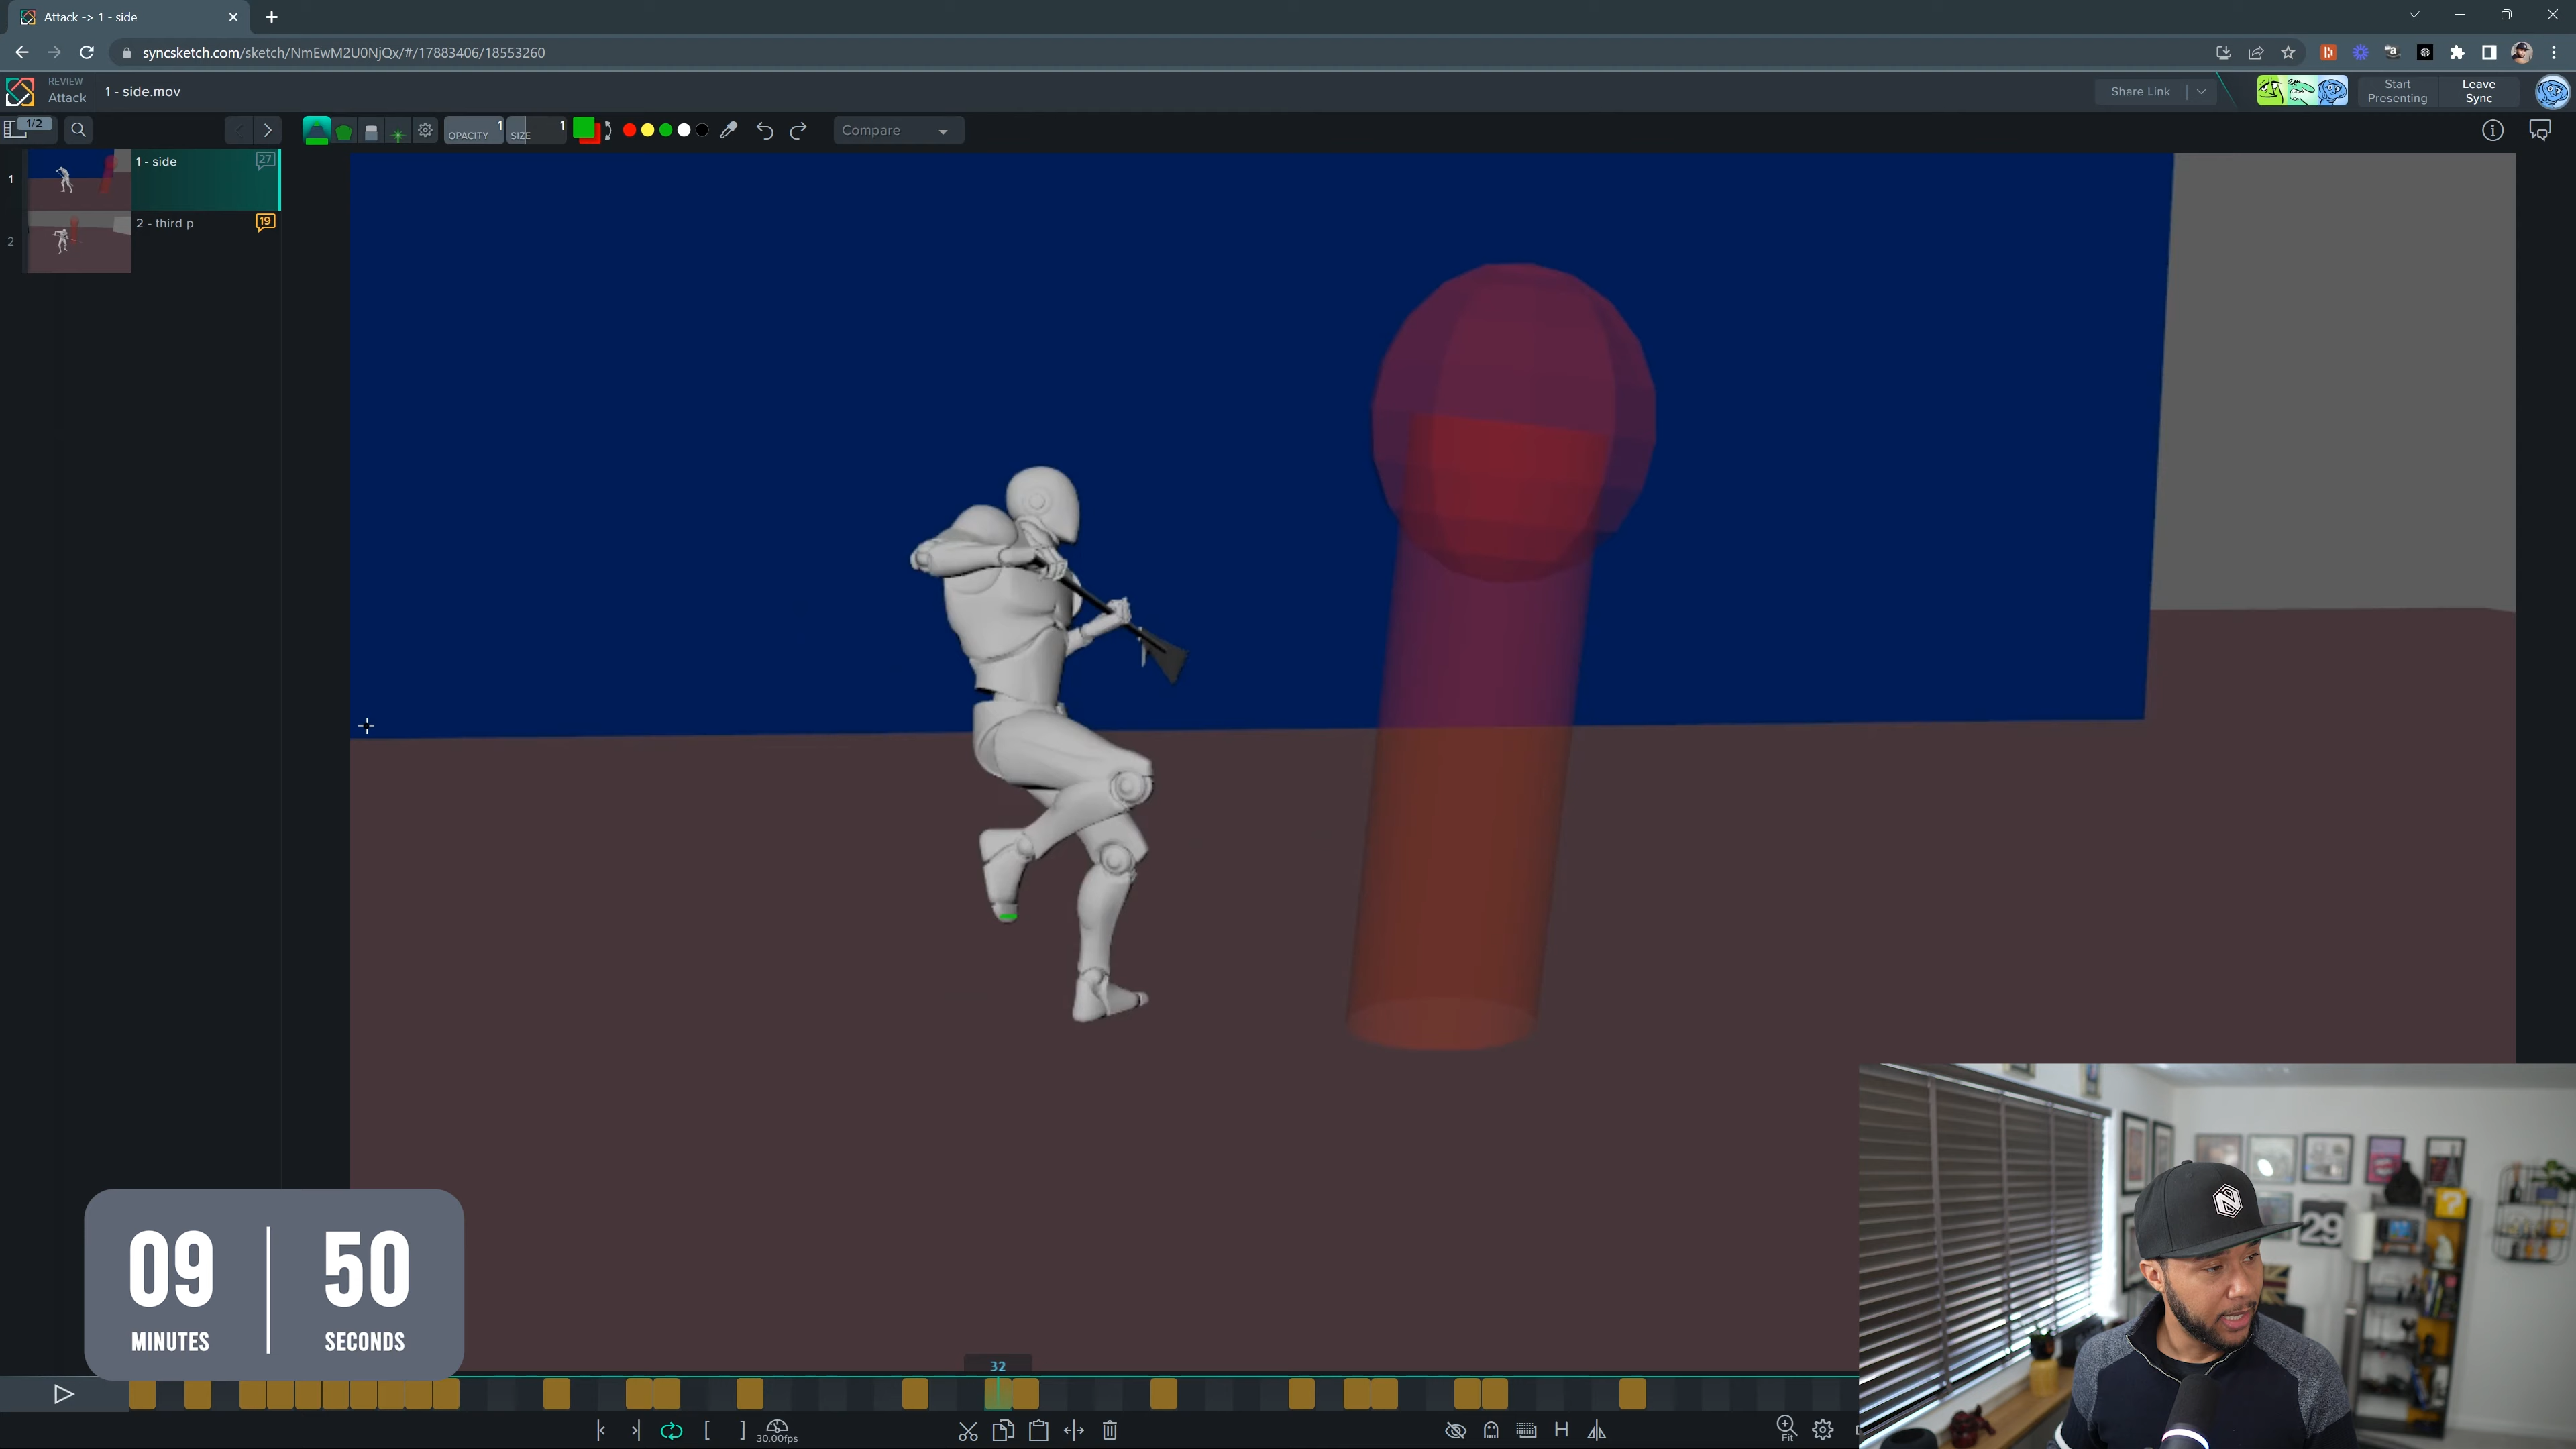 Attack -> 1 - side
syncsketch.com/sketch/NmEwM2U0NjQx/#/17883406/18553260
REVIEW
Attack
1 - side.mov
Share Link
Start
Presenting
Leave
Sync
1/2
OPACITY
1
SIZE
1
Compare
1
1 - side
27
2
2 - third p
19
09
MINUTES
50
SECONDS
32
30.00fps
Fit
29